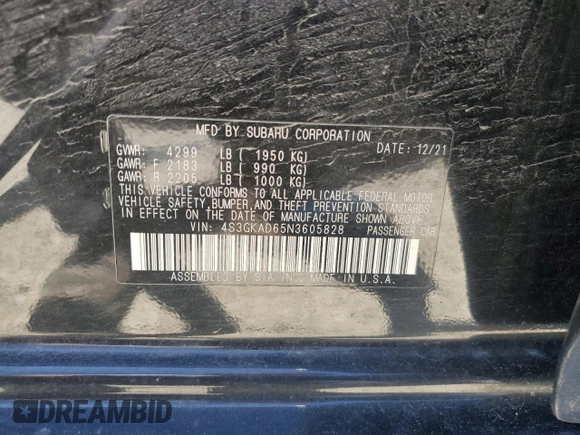 MFD BY SUBARU CORPORATION
DATE: 12/21
GVWR: 4299 LB ( 1950 KG)
GAWR: F 2183 LB ( 990 KG)
GAWR: R 2205 LB ( 1000 KG)
THIS VEHICLE CONFORMS TO ALL APPLICABLE FEDERAL MOTOR
VEHICLE SAFETY, BUMPER, AND THEFT PREVENTION STANDARDS
IN EFFECT ON THE DATE OF MANUFACTURE SHOWN ABOVE.
VIN: 4S3GKAD65N3605828 PASSENGER CAR
ASSEMBLED BY SIA, INC. MADE IN U.S.A.
DREAMBID